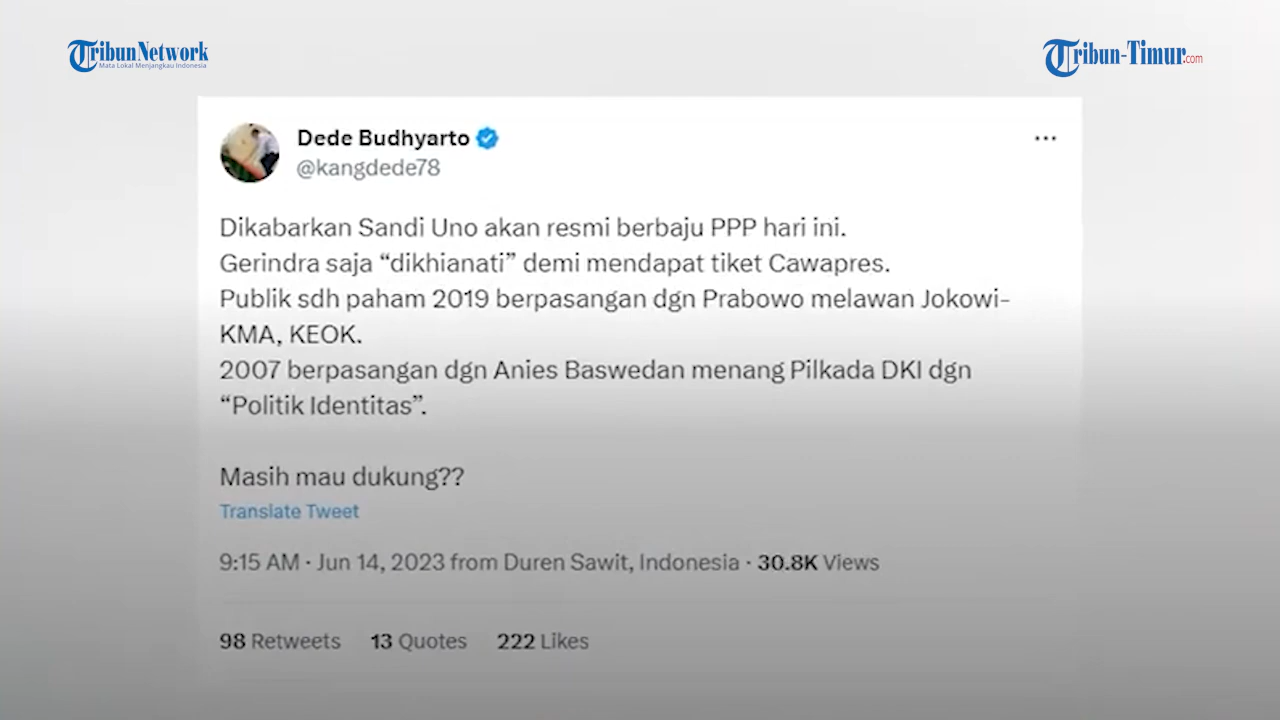 Tribun Network
Mata Lokal Menjangkau Indonesia
Tribun-Timur.com
Dede Budhyarto
@kangdede78
Dikabarkan Sandi Uno akan resmi berbaju PPP hari ini.
Gerindra saja “dikhianati” demi mendapat tiket Cawapres.
Publik sdh paham 2019 berpasangan dgn Prabowo melawan Jokowi-
KMA, KEOK.
2007 berpasangan dgn Anies Baswedan menang Pilkada DKI dgn
“Politik Identitas”.
Masih mau dukung??
Translate Tweet
9:15 AM · Jun 14, 2023 from Duren Sawit, Indonesia · 30.8K Views
98 Retweets 13 Quotes 222 Likes